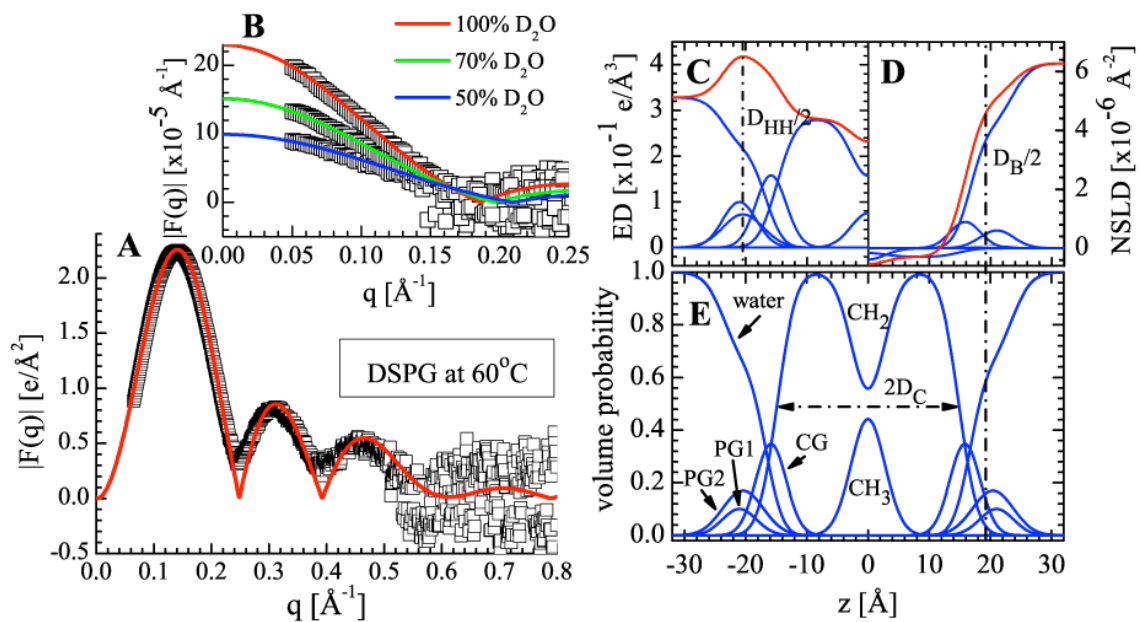 B
100% D₂O
70% D₂O
50% D₂O
|F(q)| [x10⁻⁵ Å⁻¹]
20
10
0
0.00 0.05 0.10 0.15 0.20 0.25
q [Å⁻¹]
A
|F(q)| [e/Å²]
2.0
1.5
1.0
0.5
0.0
-0.5
DSPG at 60°C
0.0 0.1 0.2 0.3 0.4 0.5 0.6 0.7 0.8
q [Å⁻¹]
C
ED [x10⁻¹ e/Å³]
4
3
2
1
0
D_HH/2
D
D_B/2
6
4
2
0
NSLD [x10⁻⁶ Å⁻²]
E
volume probability
1.0
0.8
0.6
0.4
0.2
0.0
water
CH₂
2D_C
PG1
PG2
CG
CH₃
-30 -20 -10 0 10 20 30
z [Å]